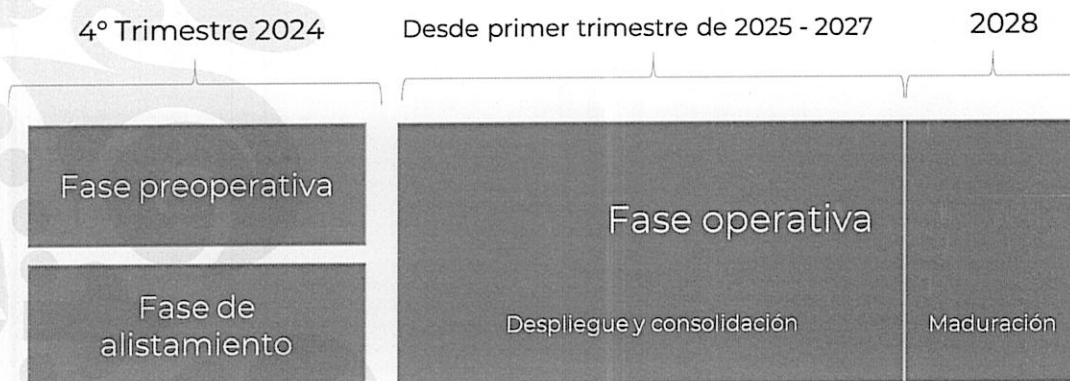 4° Trimestre 2024
Desde primer trimestre de 2025 - 2027
2028
Fase preoperativa
Fase de
alistamiento
Fase operativa
Despliegue y consolidación
Maduración